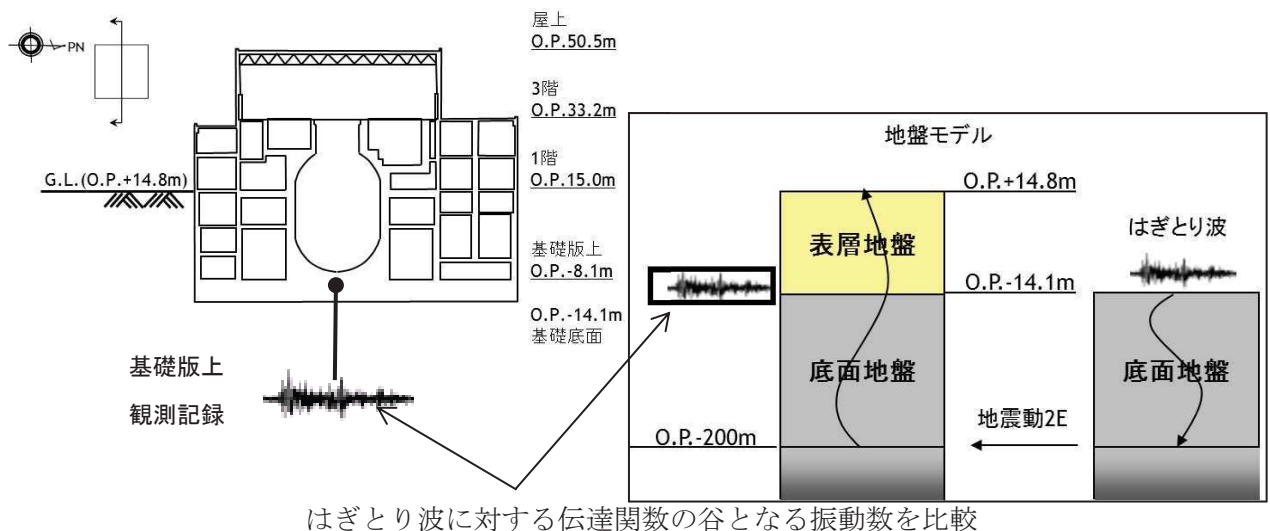 PN
屋上
O.P.50.5m
3階
O.P.33.2m
1階
O.P.15.0m
G.L.(O.P.+14.8m)
基礎版上
O.P.-8.1m
O.P.-14.1m
基礎底面
基礎版上
観測記録
地盤モデル
O.P.+14.8m
表層地盤
はぎとり波
O.P.-14.1m
底面地盤
底面地盤
地震動2E
O.P.-200m
はぎとり波に対する伝達関数の谷となる振動数を比較